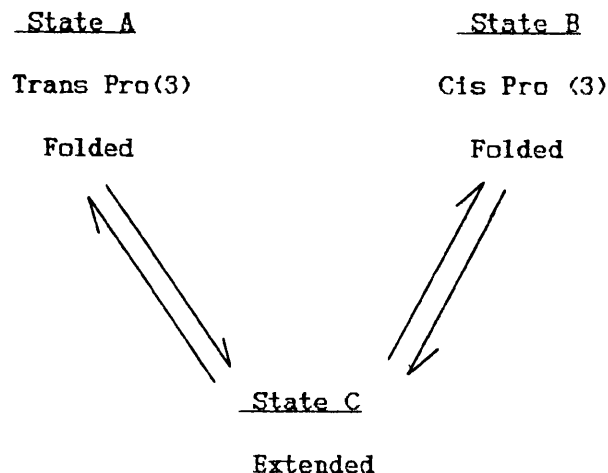 State A
State B
Trans Pro(3)
Cis Pro (3)
Folded
Folded
State C
Extended